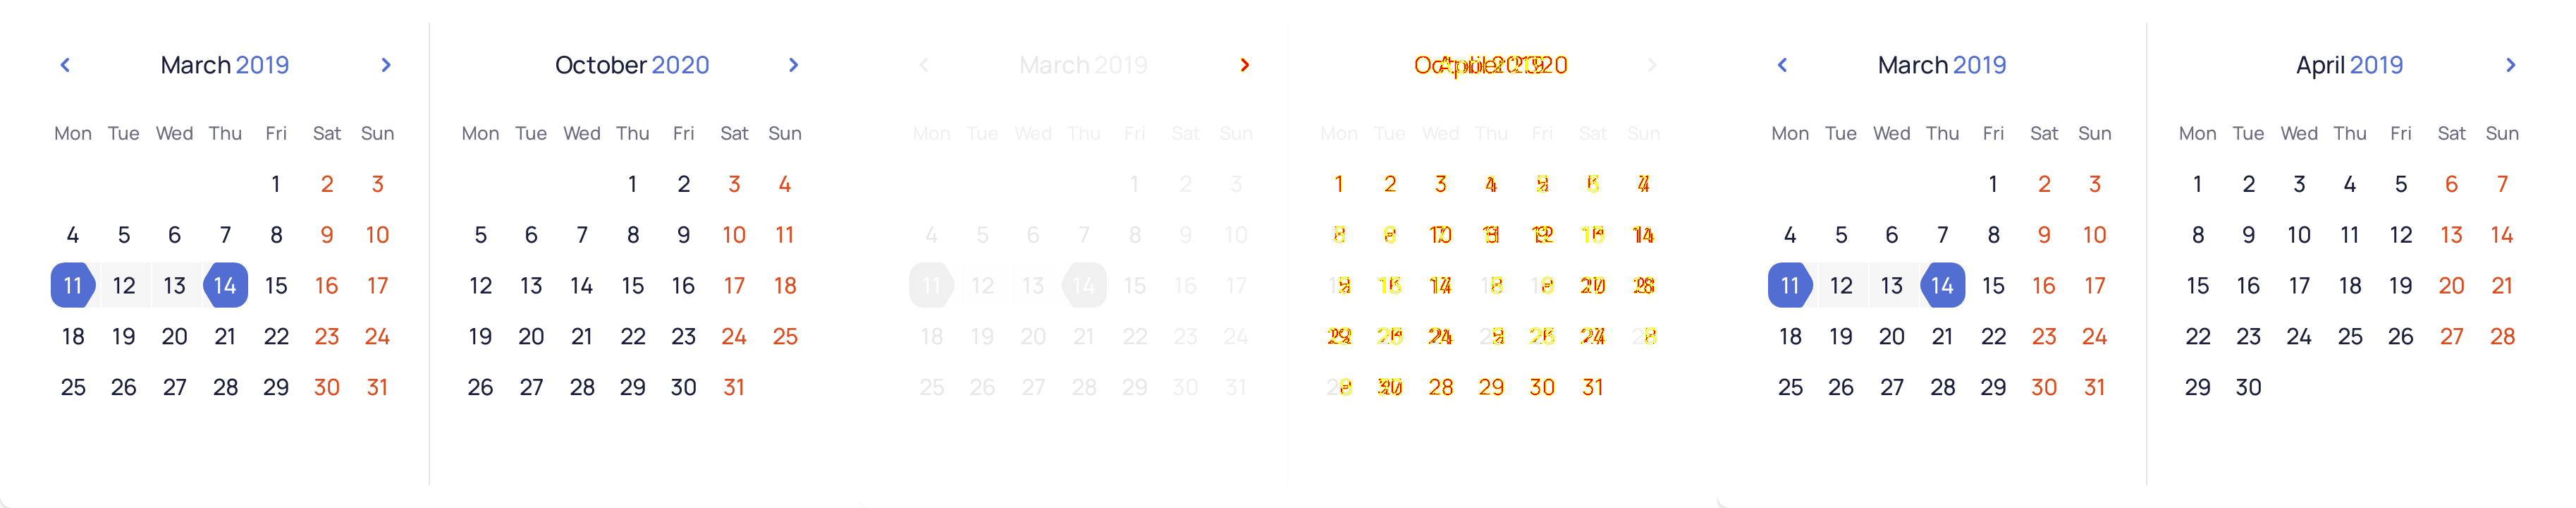 March 2019
Mon Tue Wed Thu Fri Sat Sun
1 2 3
4 5 6 7 8 9 10
11 12 13 14 15 16 17
18 19 20 21 22 23 24
25 26 27 28 29 30 31
October 2020
Mon Tue Wed Thu Fri Sat Sun
1 2 3 4
5 6 7 8 9 10 11
12 13 14 15 16 17 18
19 20 21 22 23 24 25
26 27 28 29 30 31
March 2019
Mon Tue Wed Thu Fri Sat Sun
1 2 3
4 5 6 7 8 9 10
11 12 13 14 15 16 17
18 19 20 21 22 23 24
25 26 27 28 29 30 31
Mon Tue Wed Thu Fri Sat Sun
1 2 3
28 29 30 31
March 2019
Mon Tue Wed Thu Fri Sat Sun
1 2 3
4 5 6 7 8 9 10
11 12 13 14 15 16 17
18 19 20 21 22 23 24
25 26 27 28 29 30 31
April 2019
Mon Tue Wed Thu Fri Sat Sun
1 2 3 4 5 6 7
8 9 10 11 12 13 14
15 16 17 18 19 20 21
22 23 24 25 26 27 28
29 30